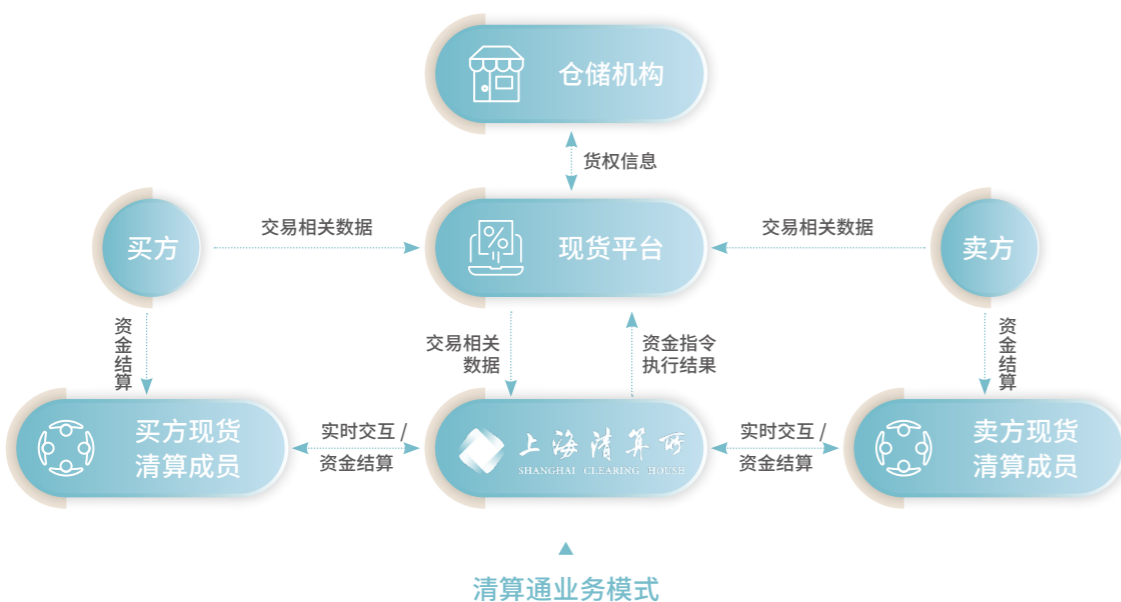 仓储机构
货权信息
买方
交易相关数据
现货平台
交易相关数据
卖方
资金结算
交易相关
数据
资金指令
执行结果
资金结算
买方现货
清算成员
实时交互 /
资金结算
上海清算所
SHANGHAI CLEARING HOUSE
实时交互 /
资金结算
卖方现货
清算成员
清算通业务模式